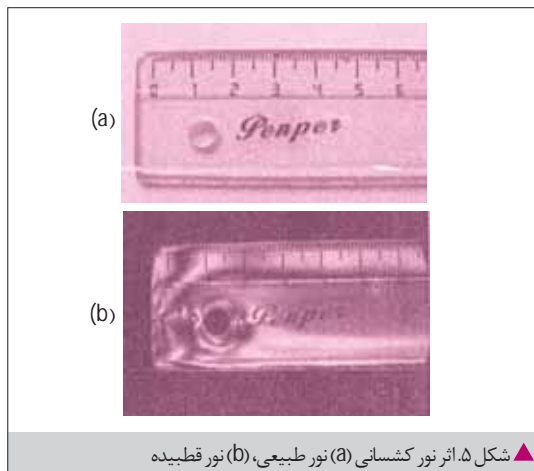 (a)
0 1 2 3 4 5 6
Penper
(b)
Penper
▲ شکل ۵. اثر نور کشسانی (a) نور طبیعی، (b) نور قطبیده